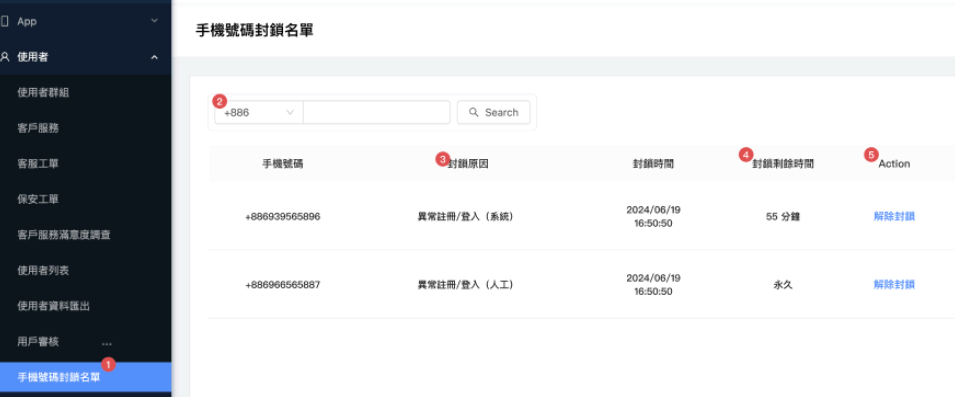 App
使用者
使用者群組
客戶服務
客服工單
保安工單
客戶服務滿意度調查
使用者列表
使用者資料匯出
用戶審核 ...
1
手機號碼封鎖名單
手機號碼封鎖名單
2
+886 Search
手機號碼 3 封鎖原因 封鎖時間 4 封鎖剩餘時間 5 Action
+886939565896 異常註冊/登入（系統） 2024/06/19 16:50:50 55 分鐘 解除封鎖
+886966565887 異常註冊/登入（人工） 2024/06/19 16:50:50 永久 解除封鎖